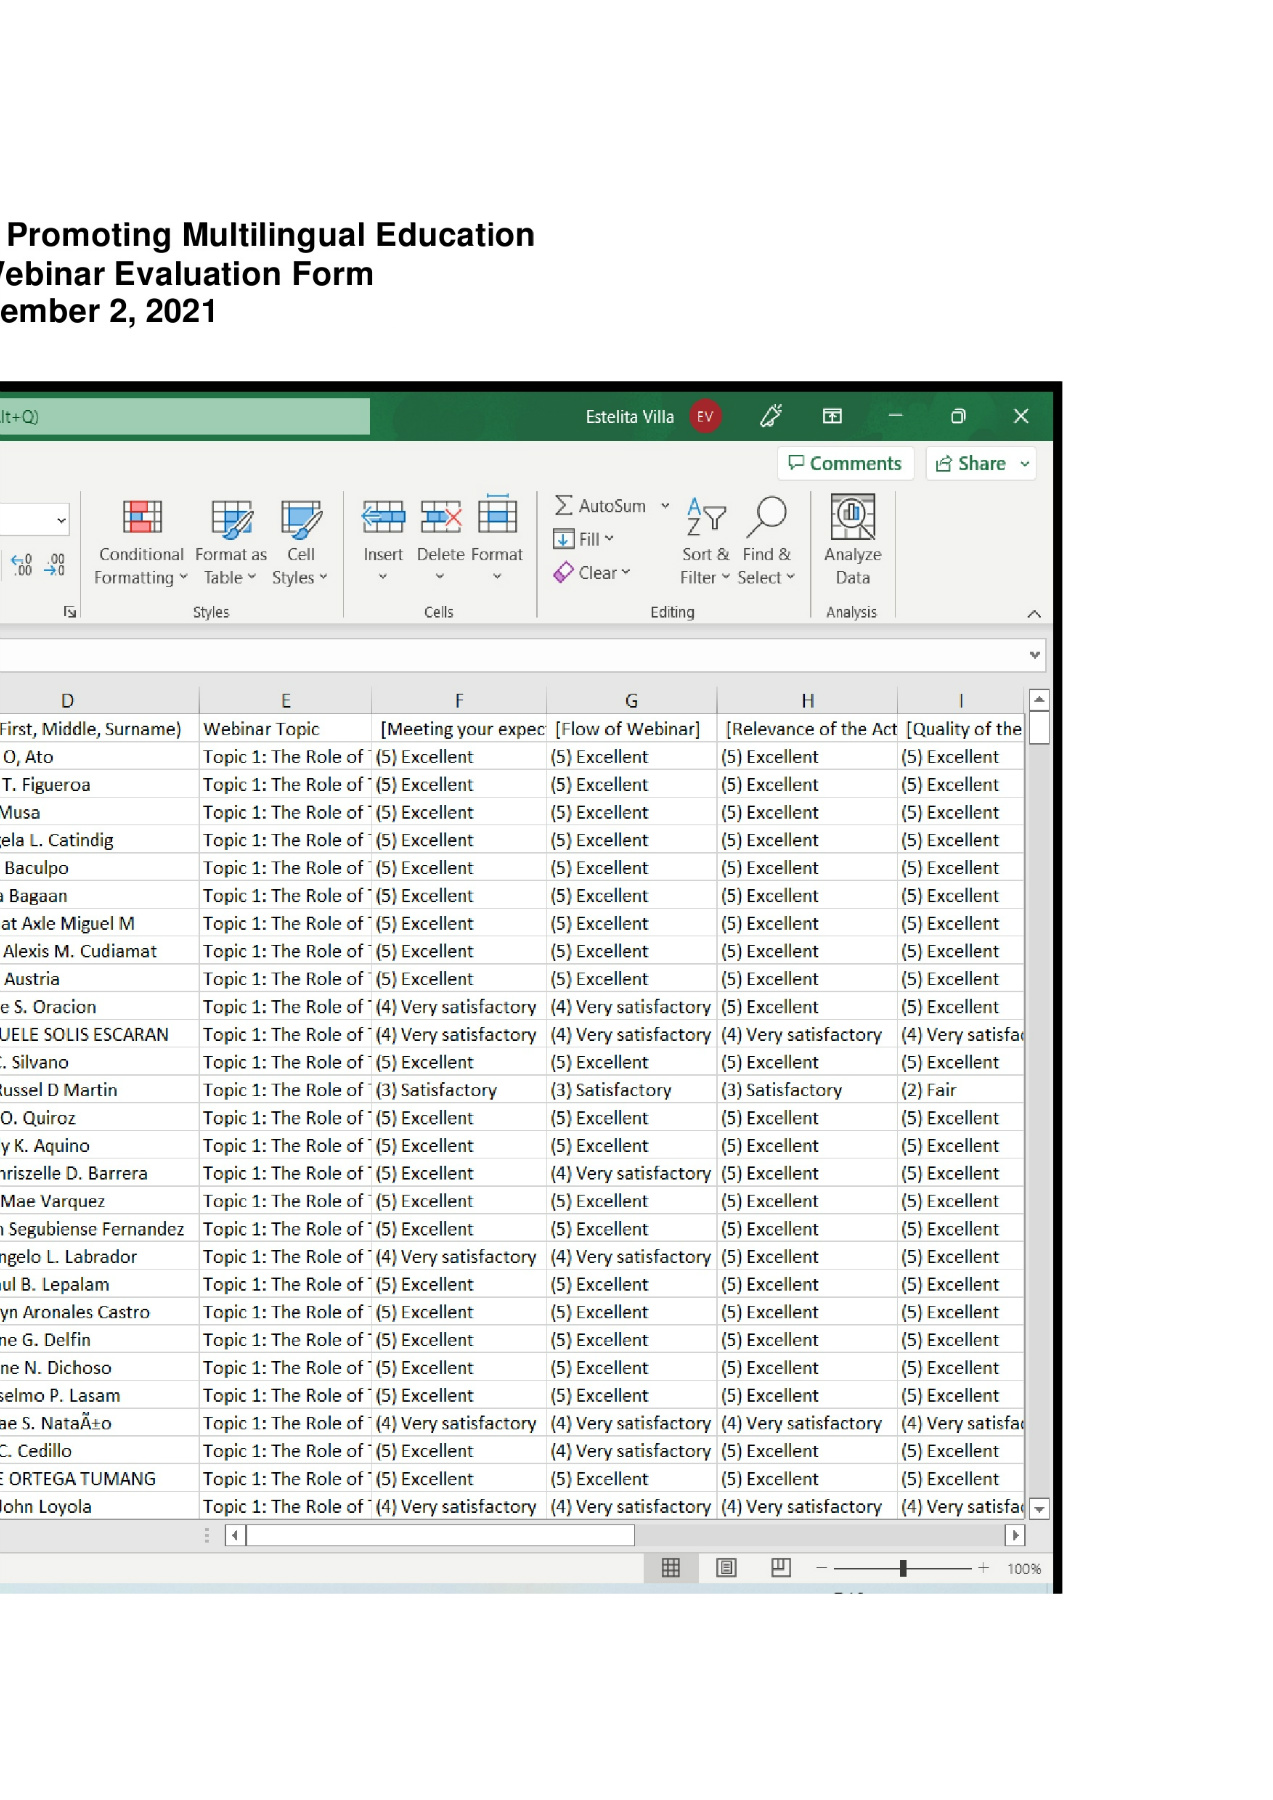 Promoting Multilingual Education
Webinar Evaluation Form
ember 2, 2021
lt+Q) Estelita Villa EV
Comments Share
Conditional Formatting Format as Table Cell Styles Insert Delete Format AutoSum Fill Clear Sort & Filter Find & Select Analyze Data
Styles Cells Editing Analysis
D E F G H I
First, Middle, Surname) Webinar Topic [Meeting your expec [Flow of Webinar] [Relevance of the Act [Quality of the
O, Ato Topic 1: The Role of (5) Excellent (5) Excellent (5) Excellent (5) Excellent
T. Figueroa Topic 1: The Role of (5) Excellent (5) Excellent (5) Excellent (5) Excellent
Musa Topic 1: The Role of (5) Excellent (5) Excellent (5) Excellent (5) Excellent
gela L. Catindig Topic 1: The Role of (5) Excellent (5) Excellent (5) Excellent (5) Excellent
Baculpo Topic 1: The Role of (5) Excellent (5) Excellent (5) Excellent (5) Excellent
a Bagaan Topic 1: The Role of (5) Excellent (5) Excellent (5) Excellent (5) Excellent
at Axle Miguel M Topic 1: The Role of (5) Excellent (5) Excellent (5) Excellent (5) Excellent
Alexis M. Cudiamat Topic 1: The Role of (5) Excellent (5) Excellent (5) Excellent (5) Excellent
Austria Topic 1: The Role of (5) Excellent (5) Excellent (5) Excellent (5) Excellent
e S. Oracion Topic 1: The Role of (4) Very satisfactory (4) Very satisfactory (5) Excellent (5) Excellent
UELE SOLIS ESCARAN Topic 1: The Role of (4) Very satisfactory (4) Very satisfactory (4) Very satisfactory (4) Very satisfac
C. Silvano Topic 1: The Role of (5) Excellent (5) Excellent (5) Excellent (5) Excellent
Russel D Martin Topic 1: The Role of (3) Satisfactory (3) Satisfactory (3) Satisfactory (2) Fair
O. Quiroz Topic 1: The Role of (5) Excellent (5) Excellent (5) Excellent (5) Excellent
y K. Aquino Topic 1: The Role of (5) Excellent (5) Excellent (5) Excellent (5) Excellent
hriszelle D. Barrera Topic 1: The Role of (5) Excellent (4) Very satisfactory (5) Excellent (5) Excellent
Mae Varquez Topic 1: The Role of (5) Excellent (5) Excellent (5) Excellent (5) Excellent
n Segubiense Fernandez Topic 1: The Role of (5) Excellent (5) Excellent (5) Excellent (5) Excellent
ngelo L. Labrador Topic 1: The Role of (4) Very satisfactory (4) Very satisfactory (5) Excellent (5) Excellent
ul B. Lepalam Topic 1: The Role of (5) Excellent (5) Excellent (5) Excellent (5) Excellent
yn Aronales Castro Topic 1: The Role of (5) Excellent (5) Excellent (5) Excellent (5) Excellent
ne G. Delfin Topic 1: The Role of (5) Excellent (5) Excellent (5) Excellent (5) Excellent
ne N. Dichoso Topic 1: The Role of (5) Excellent (5) Excellent (5) Excellent (5) Excellent
selmo P. Lasam Topic 1: The Role of (5) Excellent (5) Excellent (5) Excellent (5) Excellent
ae S. NataÃ±o Topic 1: The Role of (4) Very satisfactory (4) Very satisfactory (4) Very satisfactory (4) Very satisfac
C. Cedillo Topic 1: The Role of (5) Excellent (4) Very satisfactory (5) Excellent (5) Excellent
E ORTEGA TUMANG Topic 1: The Role of (5) Excellent (5) Excellent (5) Excellent (5) Excellent
John Loyola Topic 1: The Role of (4) Very satisfactory (4) Very satisfactory (4) Very satisfactory (4) Very satisfac
100%